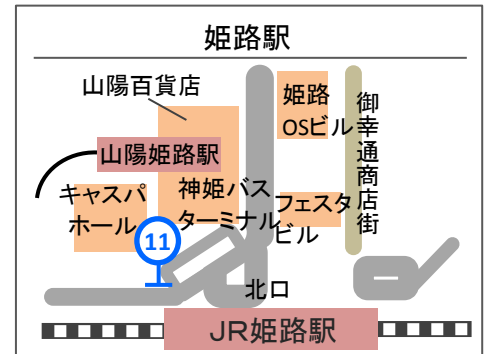 姫路駅
山陽百貨店
姫路
OSビル
御幸通商店街
山陽姫路駅
キャスパ
ホール
神姫バス
ターミナル
フェスタ
ビル
11
北口
JR姫路駅